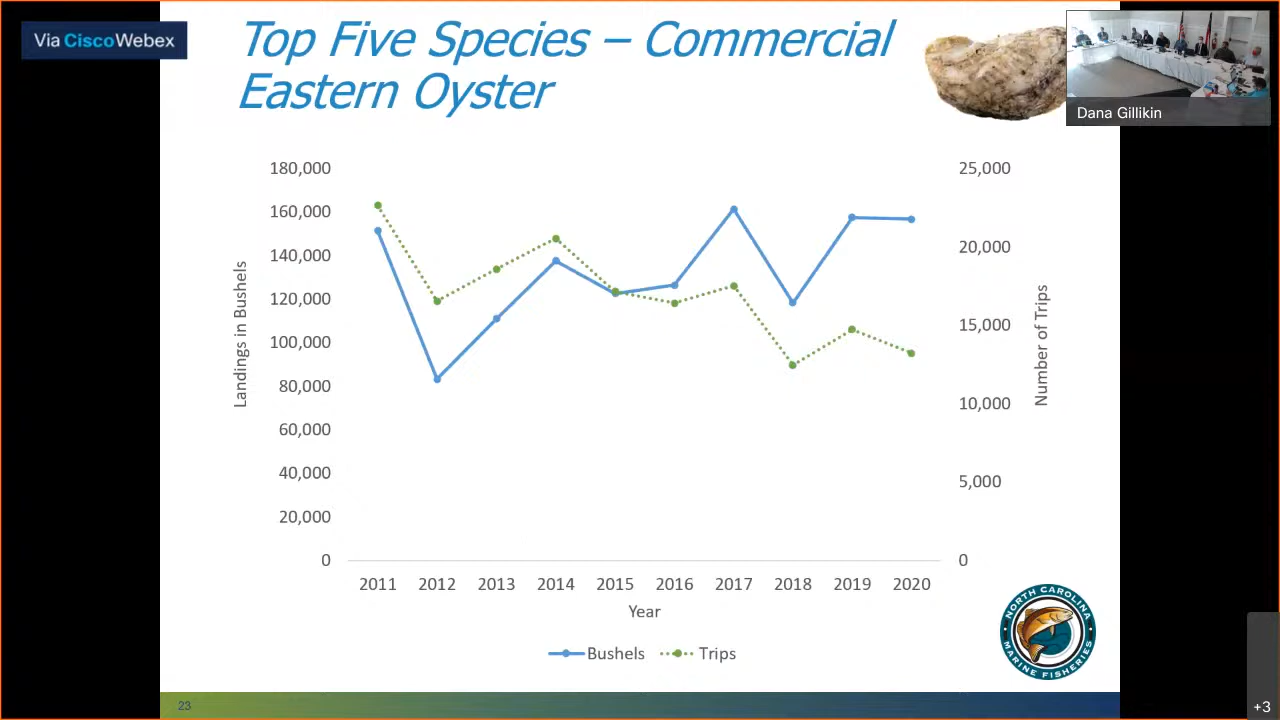 Via Cisco Webex
Top Five Species – Commercial
Eastern Oyster
Dana Gillikin
180,000
160,000
140,000
120,000
100,000
80,000
60,000
40,000
20,000
0
Landings in Bushels
25,000
20,000
15,000
10,000
5,000
0
Number of Trips
2011 2012 2013 2014 2015 2016 2017 2018 2019 2020
Year
Bushels Trips
NORTH CAROLINA
MARINE FISHERIES
23
+3